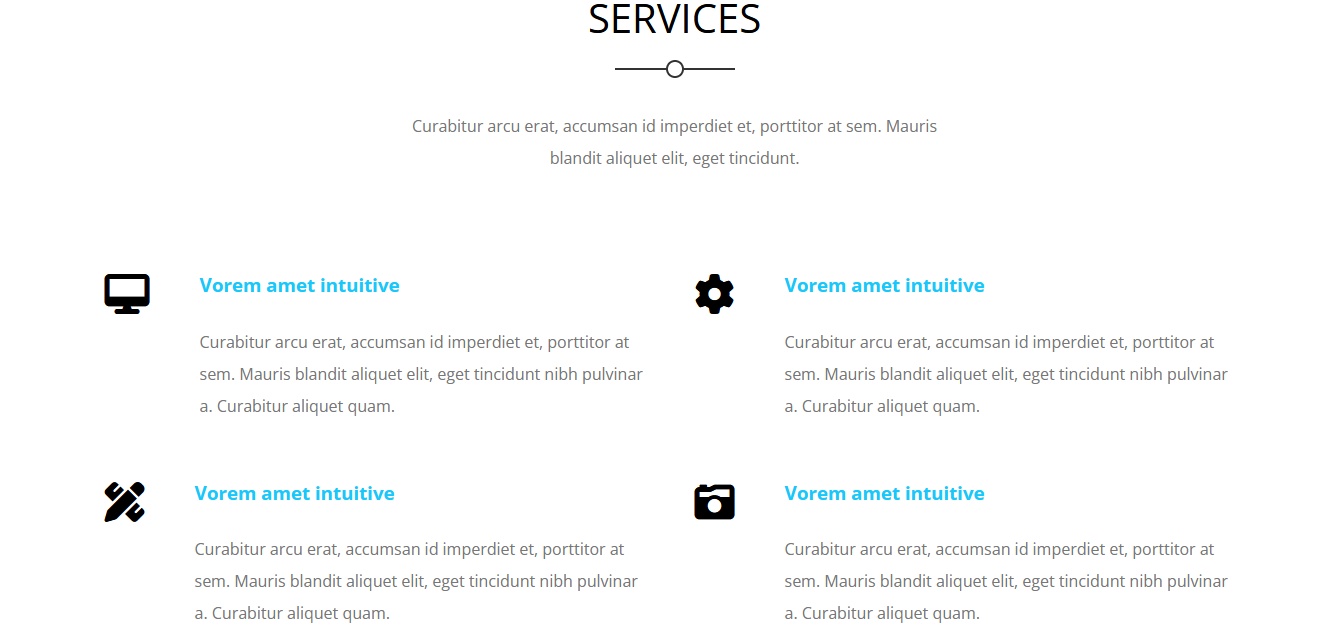 SERVICES
Curabitur arcu erat, accumsan id imperdiet et, porttitor at sem. Mauris
blandit aliquet elit, eget tincidunt.
Vorem amet intuitive
Curabitur arcu erat, accumsan id imperdiet et, porttitor at
sem. Mauris blandit aliquet elit, eget tincidunt nibh pulvinar
a. Curabitur aliquet quam.
Vorem amet intuitive
Curabitur arcu erat, accumsan id imperdiet et, porttitor at
sem. Mauris blandit aliquet elit, eget tincidunt nibh pulvinar
a. Curabitur aliquet quam.
Vorem amet intuitive
Curabitur arcu erat, accumsan id imperdiet et, porttitor at
sem. Mauris blandit aliquet elit, eget tincidunt nibh pulvinar
a. Curabitur aliquet quam.
Vorem amet intuitive
Curabitur arcu erat, accumsan id imperdiet et, porttitor at
sem. Mauris blandit aliquet elit, eget tincidunt nibh pulvinar
a. Curabitur aliquet quam.